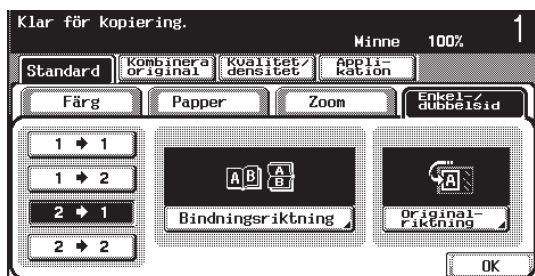 Klar för kopiering.
Minne 100% 1
Standard
Kombinera original
Kvalitet/ densitet
Appli- kation
Färg
Papper
Zoom
Enkel-/ dubbelsid
1 → 1
1 → 2
2 → 1
2 → 2
A B
A
B
Bindningsriktning
A
Original- riktning
OK